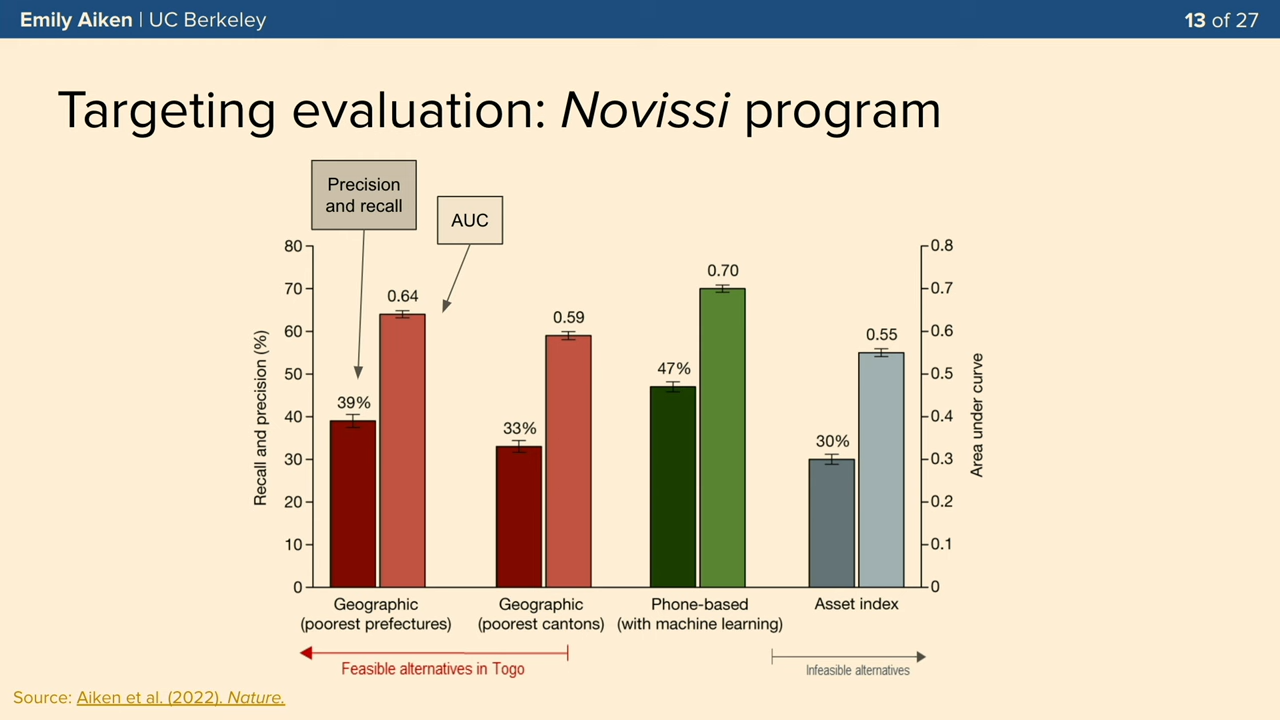 Emily Aiken | UC Berkeley
13 of 27
Targeting evaluation: Novissi program
Precision
and recall
AUC
Recall and precision (%)
80
70
60
50
40
30
20
10
0
39%
0.64
33%
0.59
47%
0.70
30%
0.55
0.8
0.7
0.6
0.5
0.4
0.3
0.2
0.1
0
Area under curve
Geographic
(poorest prefectures)
Geographic
(poorest cantons)
Phone-based
(with machine learning)
Asset index
Feasible alternatives in Togo
Infeasible alternatives
Source: Aiken et al. (2022). Nature.